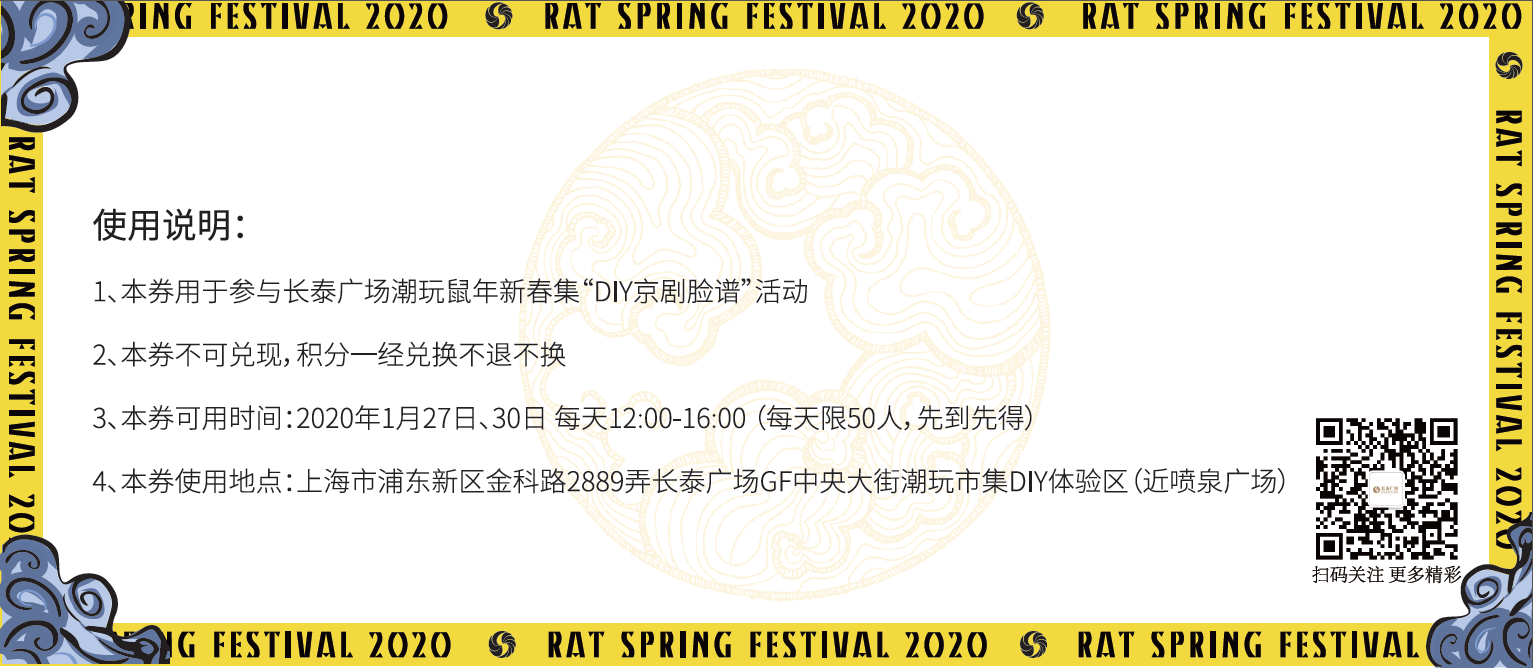 RING FESTIVAL 2020 RAT SPRING FESTIVAL 2020 RAT SPRING FESTIVAL 2020
RAT SPRING FESTIVAL 2020
使用说明：
1、本券用于参与长泰广场潮玩鼠年新春集“DIY京剧脸谱”活动
2、本券不可兑现，积分一经兑换不退不换
3、本券可用时间：2020年1月27日、30日 每天12:00-16:00（每天限50人，先到先得）
4、本券使用地点：上海市浦东新区金科路2889弄长泰广场GF中央大街潮玩市集DIY体验区（近喷泉广场）
长泰广场
扫码关注 更多精彩
RAT SPRING FESTIVAL 2020
NG FESTIVAL 2020 RAT SPRING FESTIVAL 2020 RAT SPRING FESTIVAL